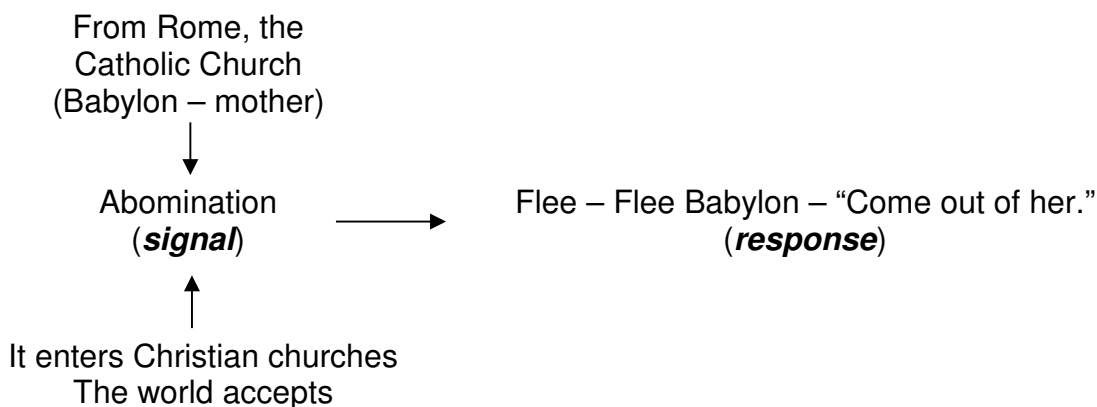 From Rome, the
Catholic Church
(Babylon – mother)
Abomination
(signal)
Flee – Flee Babylon – “Come out of her.”
(response)
It enters Christian churches
The world accepts